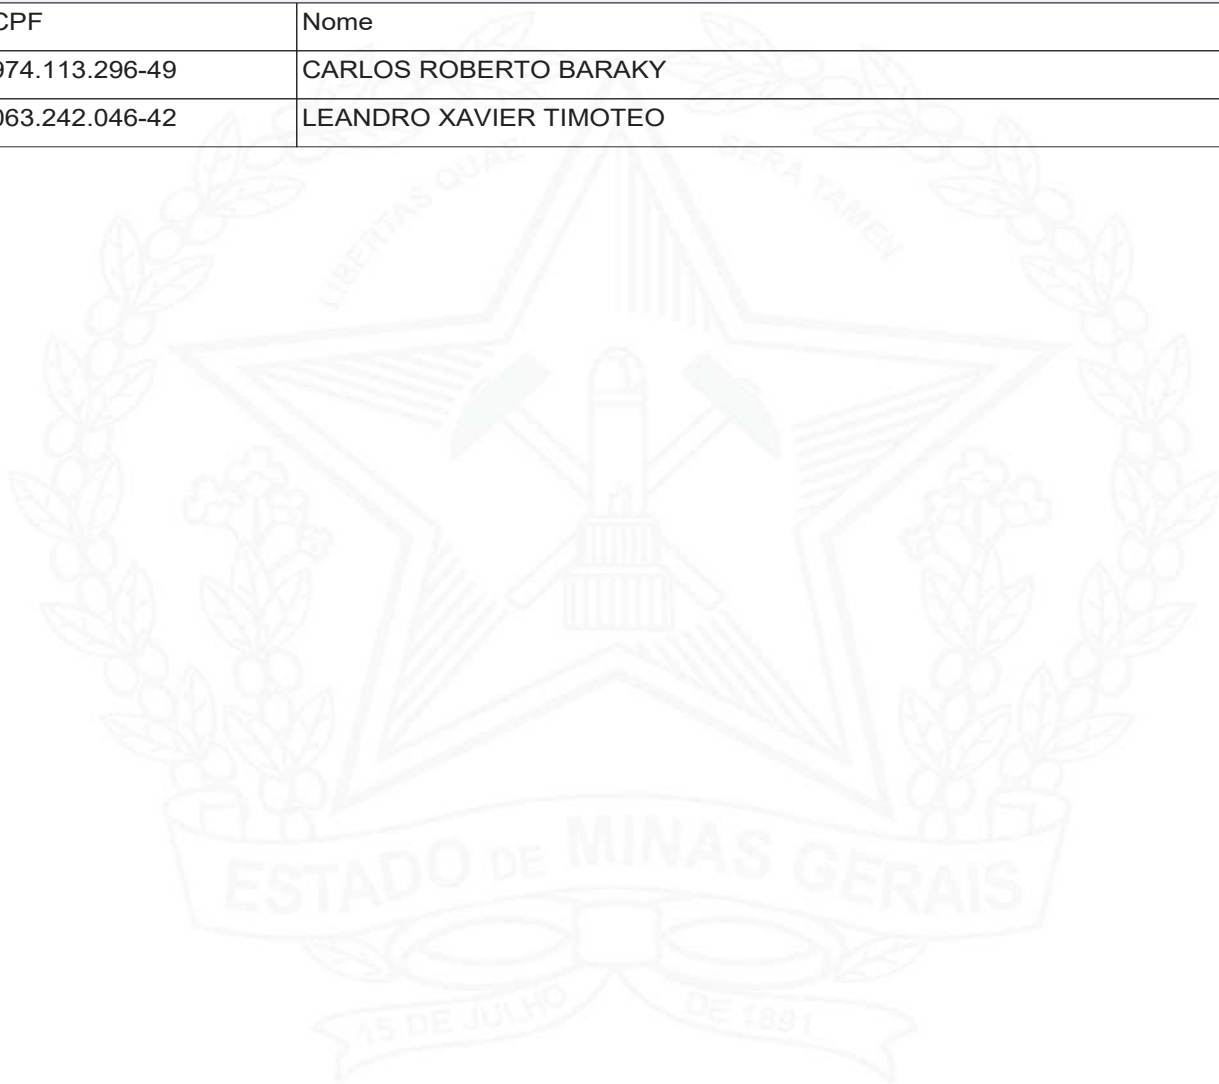 CPF Nome
974.113.296-49 CARLOS ROBERTO BARAKY
063.242.046-42 LEANDRO XAVIER TIMOTEO
LIBERTAS QUAE SERA TAMEN
ESTADO DE MINAS GERAIS
15 DE JULHO DE 1891